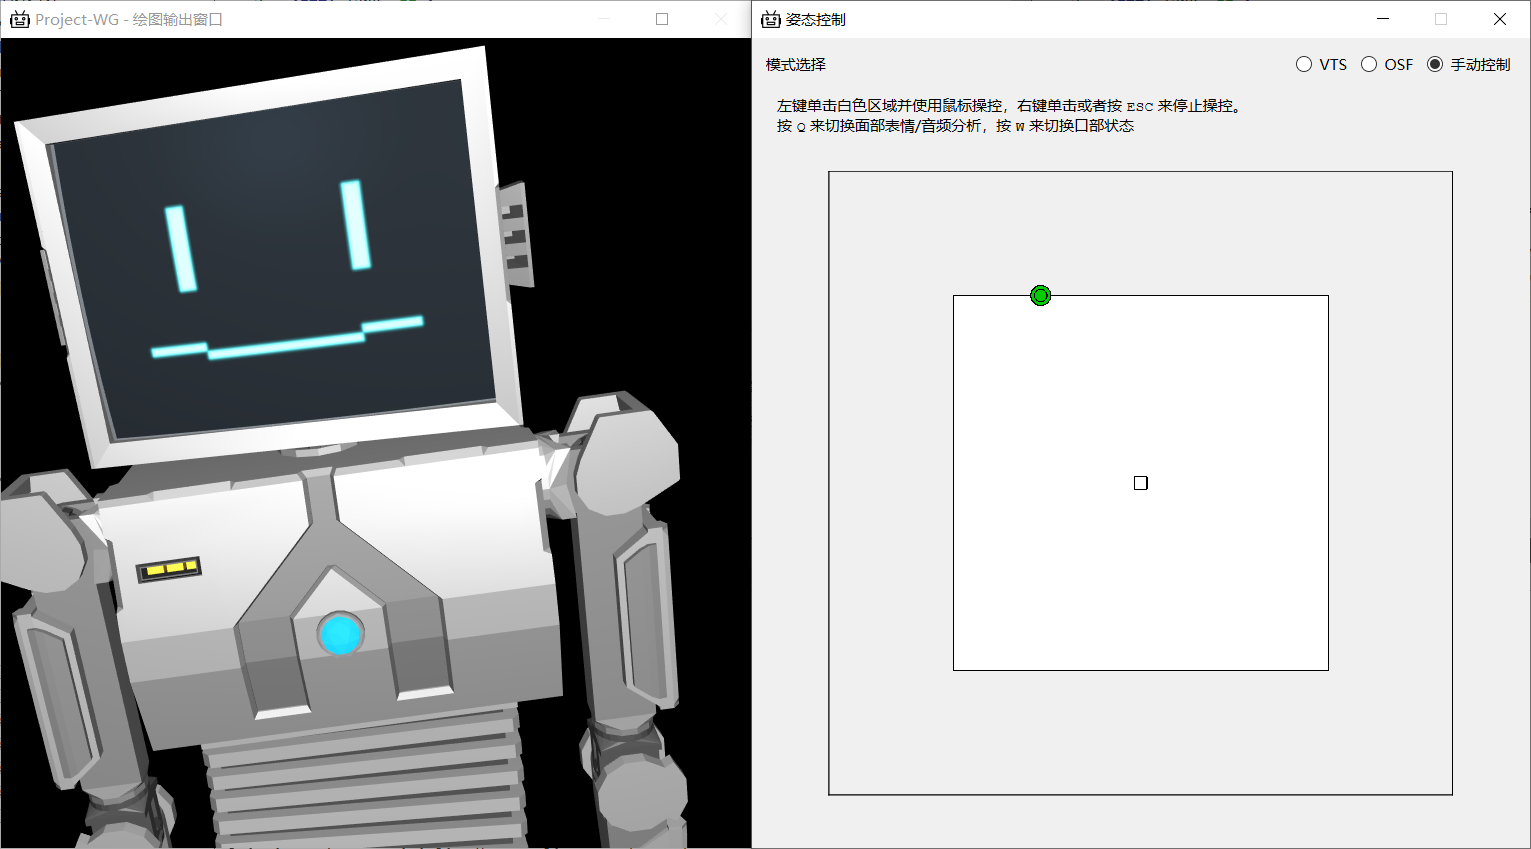 Project-WG - 绘图输出窗口
姿态控制
模式选择
VTS
OSF
手动控制
左键单击白色区域并使用鼠标操控，右键单击或者按 ESC 来停止操控。
按 Q 来切换面部表情/音频分析，按 W 来切换口部状态